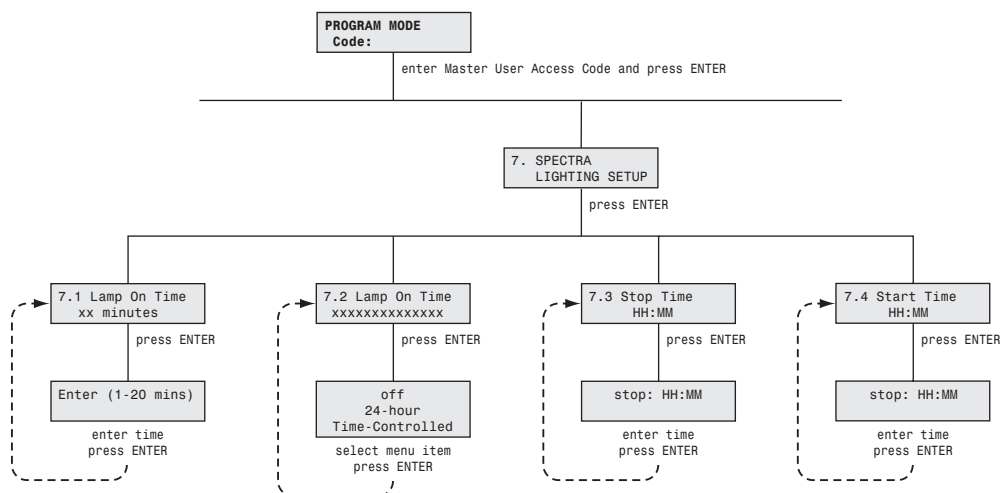 PROGRAM MODE
Code:
enter Master User Access Code and press ENTER
7. SPECTRA
LIGHTING SETUP
press ENTER
7.1 Lamp On Time
xx minutes
press ENTER
Enter (1-20 mins)
enter time
press ENTER
7.2 Lamp On Time
xxxxxxxxxxxxxx
press ENTER
off
24-hour
Time-Controlled
select menu item
press ENTER
7.3 Stop Time
HH:MM
press ENTER
stop: HH:MM
enter time
press ENTER
7.4 Start Time
HH:MM
press ENTER
stop: HH:MM
enter time
press ENTER